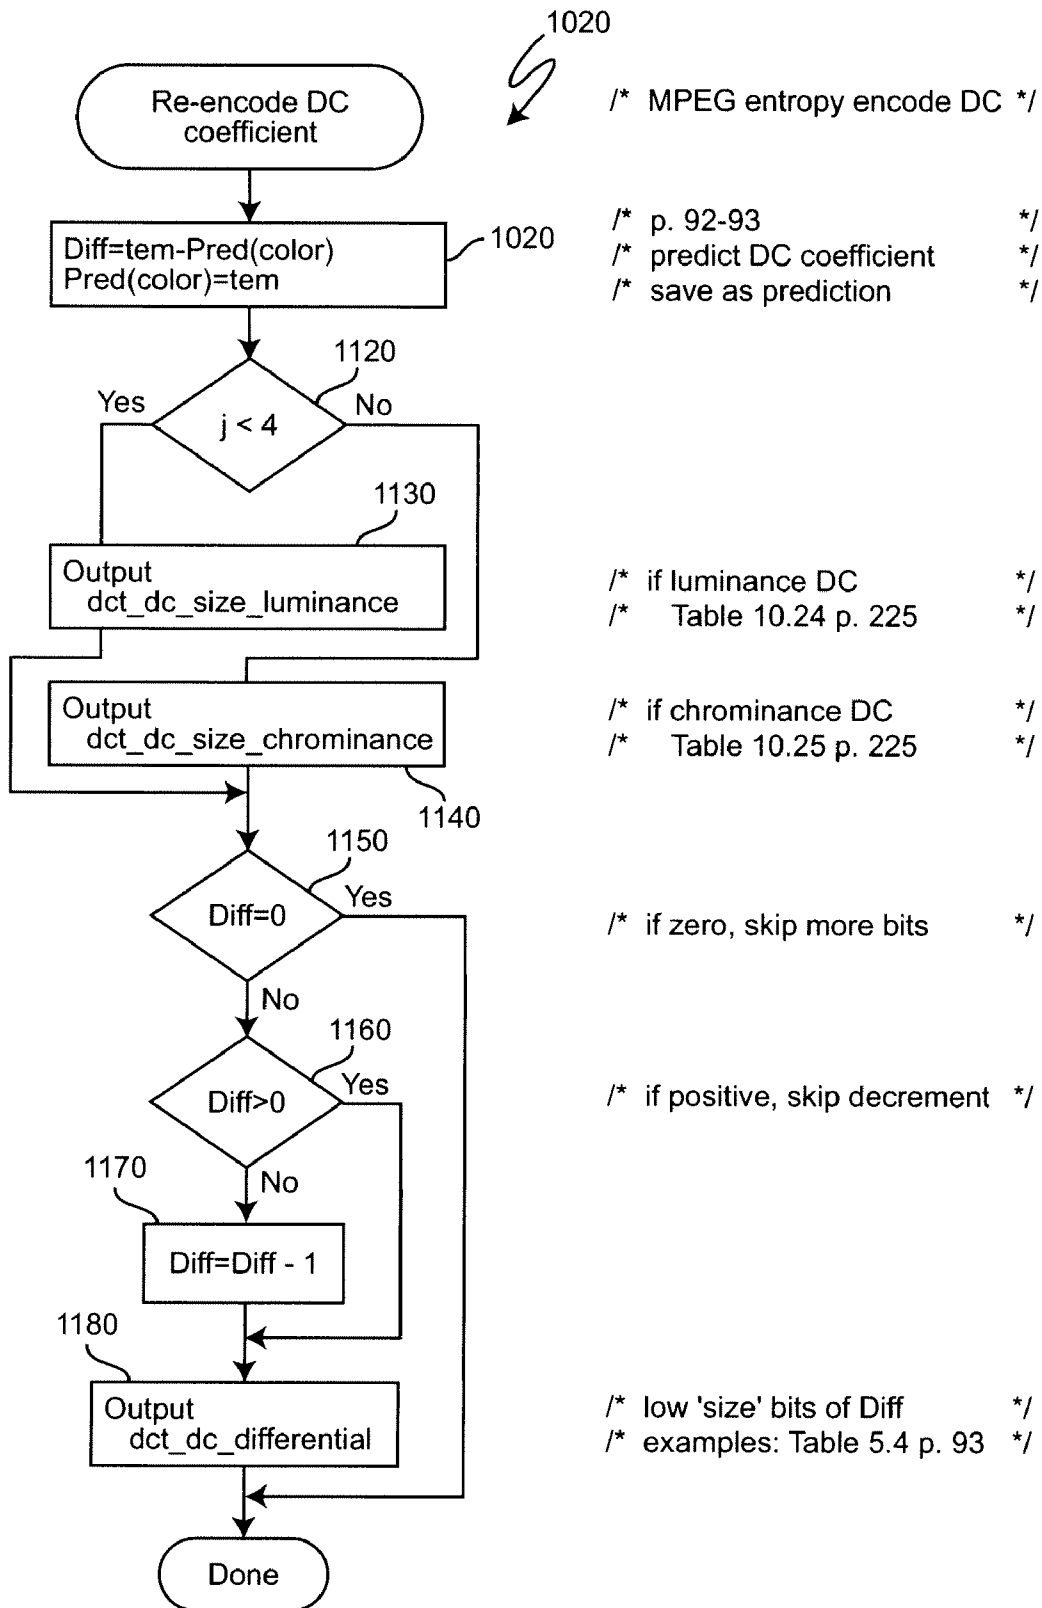 1020
Re-encode DC
coefficient
/* MPEG entropy encode DC */
Diff=tem-Pred(color)
Pred(color)=tem
1020
/* p. 92-93 */
/* predict DC coefficient */
/* save as prediction */
1120
Yes
No
j < 4
1130
Output
dct_dc_size_luminance
/* if luminance DC */
/* Table 10.24 p. 225 */
Output
dct_dc_size_chrominance
/* if chrominance DC */
/* Table 10.25 p. 225 */
1140
1150
Diff=0
Yes
/* if zero, skip more bits */
No
1160
Diff>0
Yes
/* if positive, skip decrement */
No
1170
Diff=Diff - 1
1180
Output
dct_dc_differential
/* low 'size' bits of Diff */
/* examples: Table 5.4 p. 93 */
Done